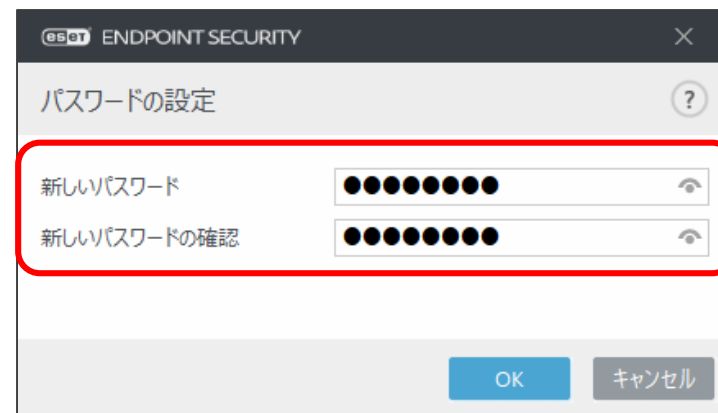 eset ENDPOINT SECURITY
パスワードの設定
?
新しいパスワード ●●●●●●●●
新しいパスワードの確認 ●●●●●●●●
OK キャンセル